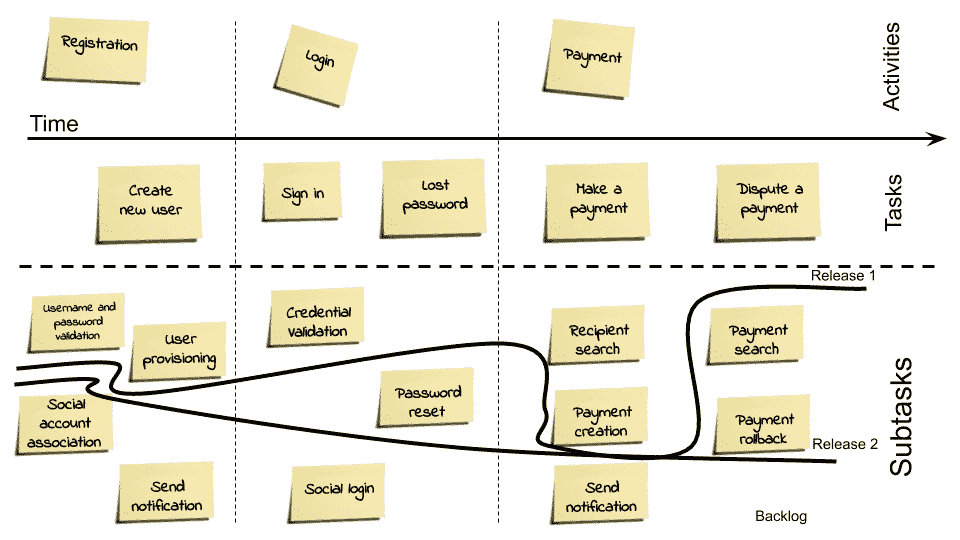 Registration
Login
Payment
Activities
Time
Create
new user
Sign in
Lost
password
Make a
payment
Dispute a
payment
Tasks
Release 1
Username and
password
validation
User
provisioning
Credential
validation
Recipient
search
Payment
search
Social
account
association
Password
reset
Payment
creation
Payment
rollback
Release 2
Subtasks
Send
notification
Social login
Send
notification
Backlog